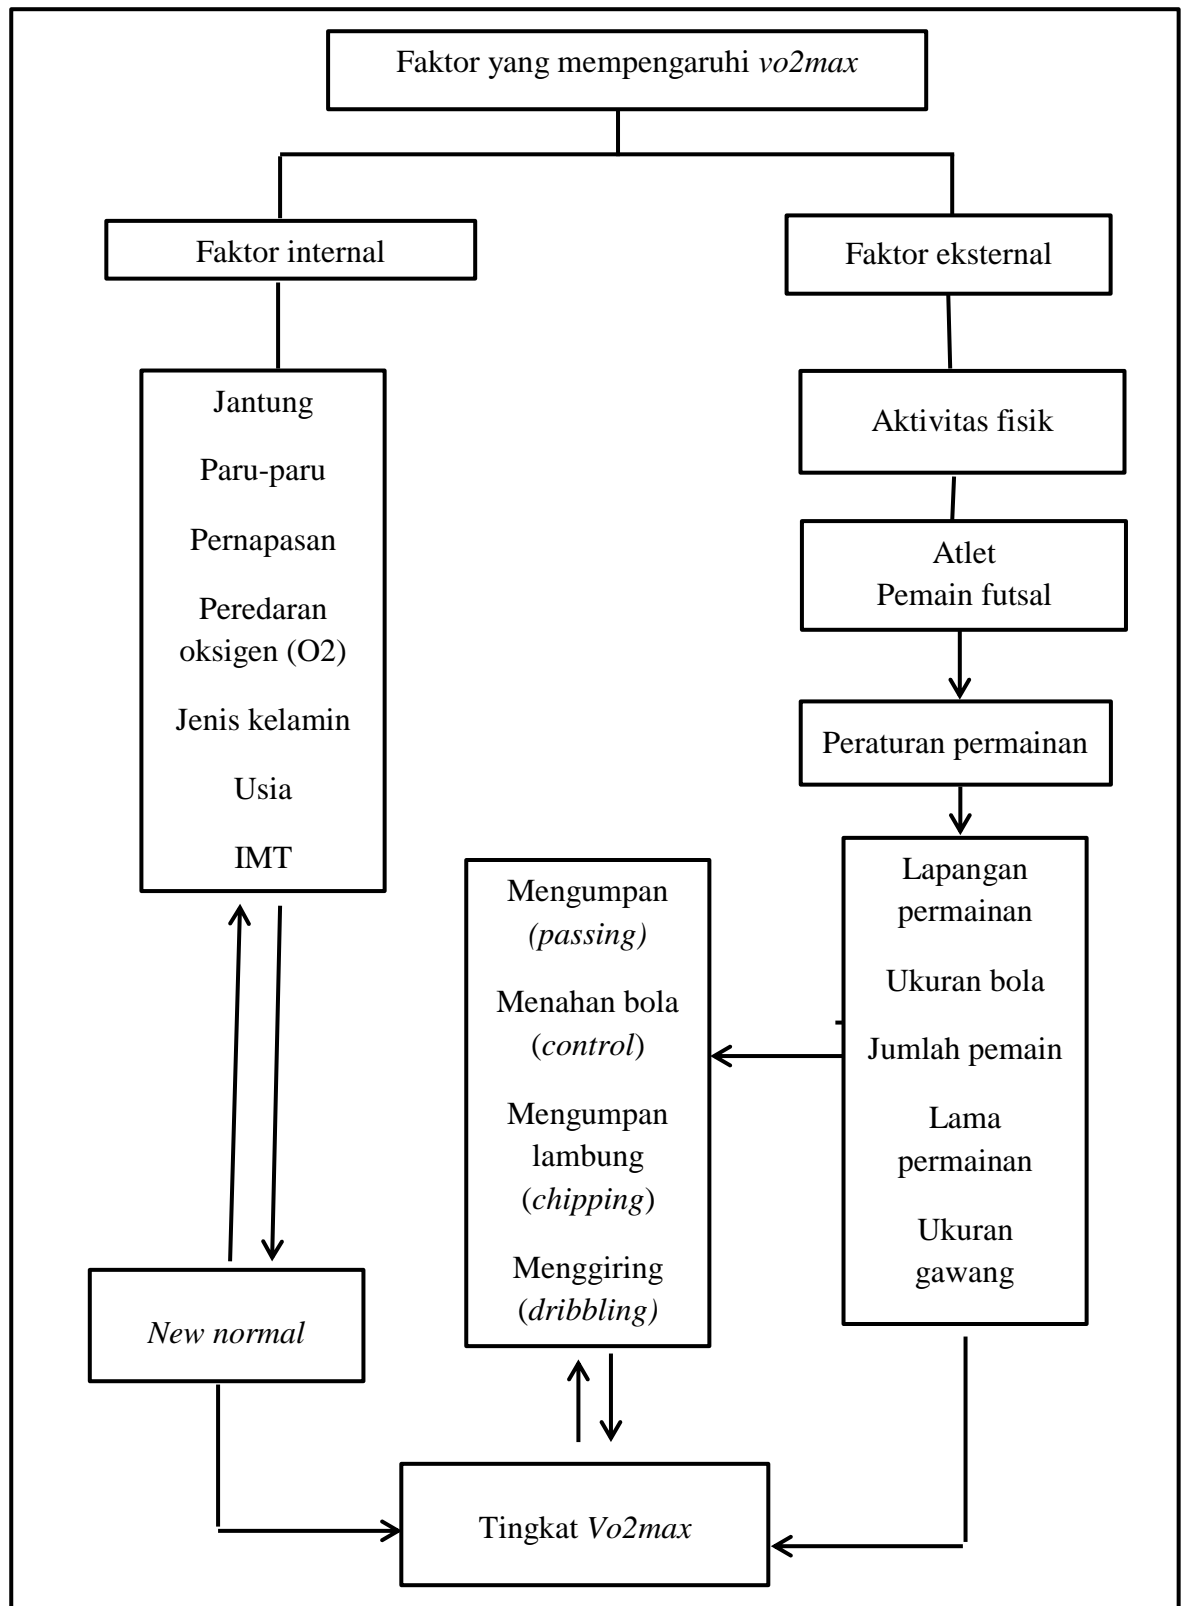 Faktor yang mempengaruhi vo2max
Faktor internal
Faktor eksternal
Jantung
Paru-paru
Pernapasan
Peredaran
oksigen (O2)
Jenis kelamin
Usia
IMT
Aktivitas fisik
Atlet
Pemain futsal
Peraturan permainan
Lapangan
permainan
Ukuran bola
Jumlah pemain
Lama
permainan
Ukuran
gawang
Mengumpan
(passing)
Menahan bola
(control)
Mengumpan
lambung
(chipping)
Menggiring
(dribbling)
New normal
Tingkat Vo2max